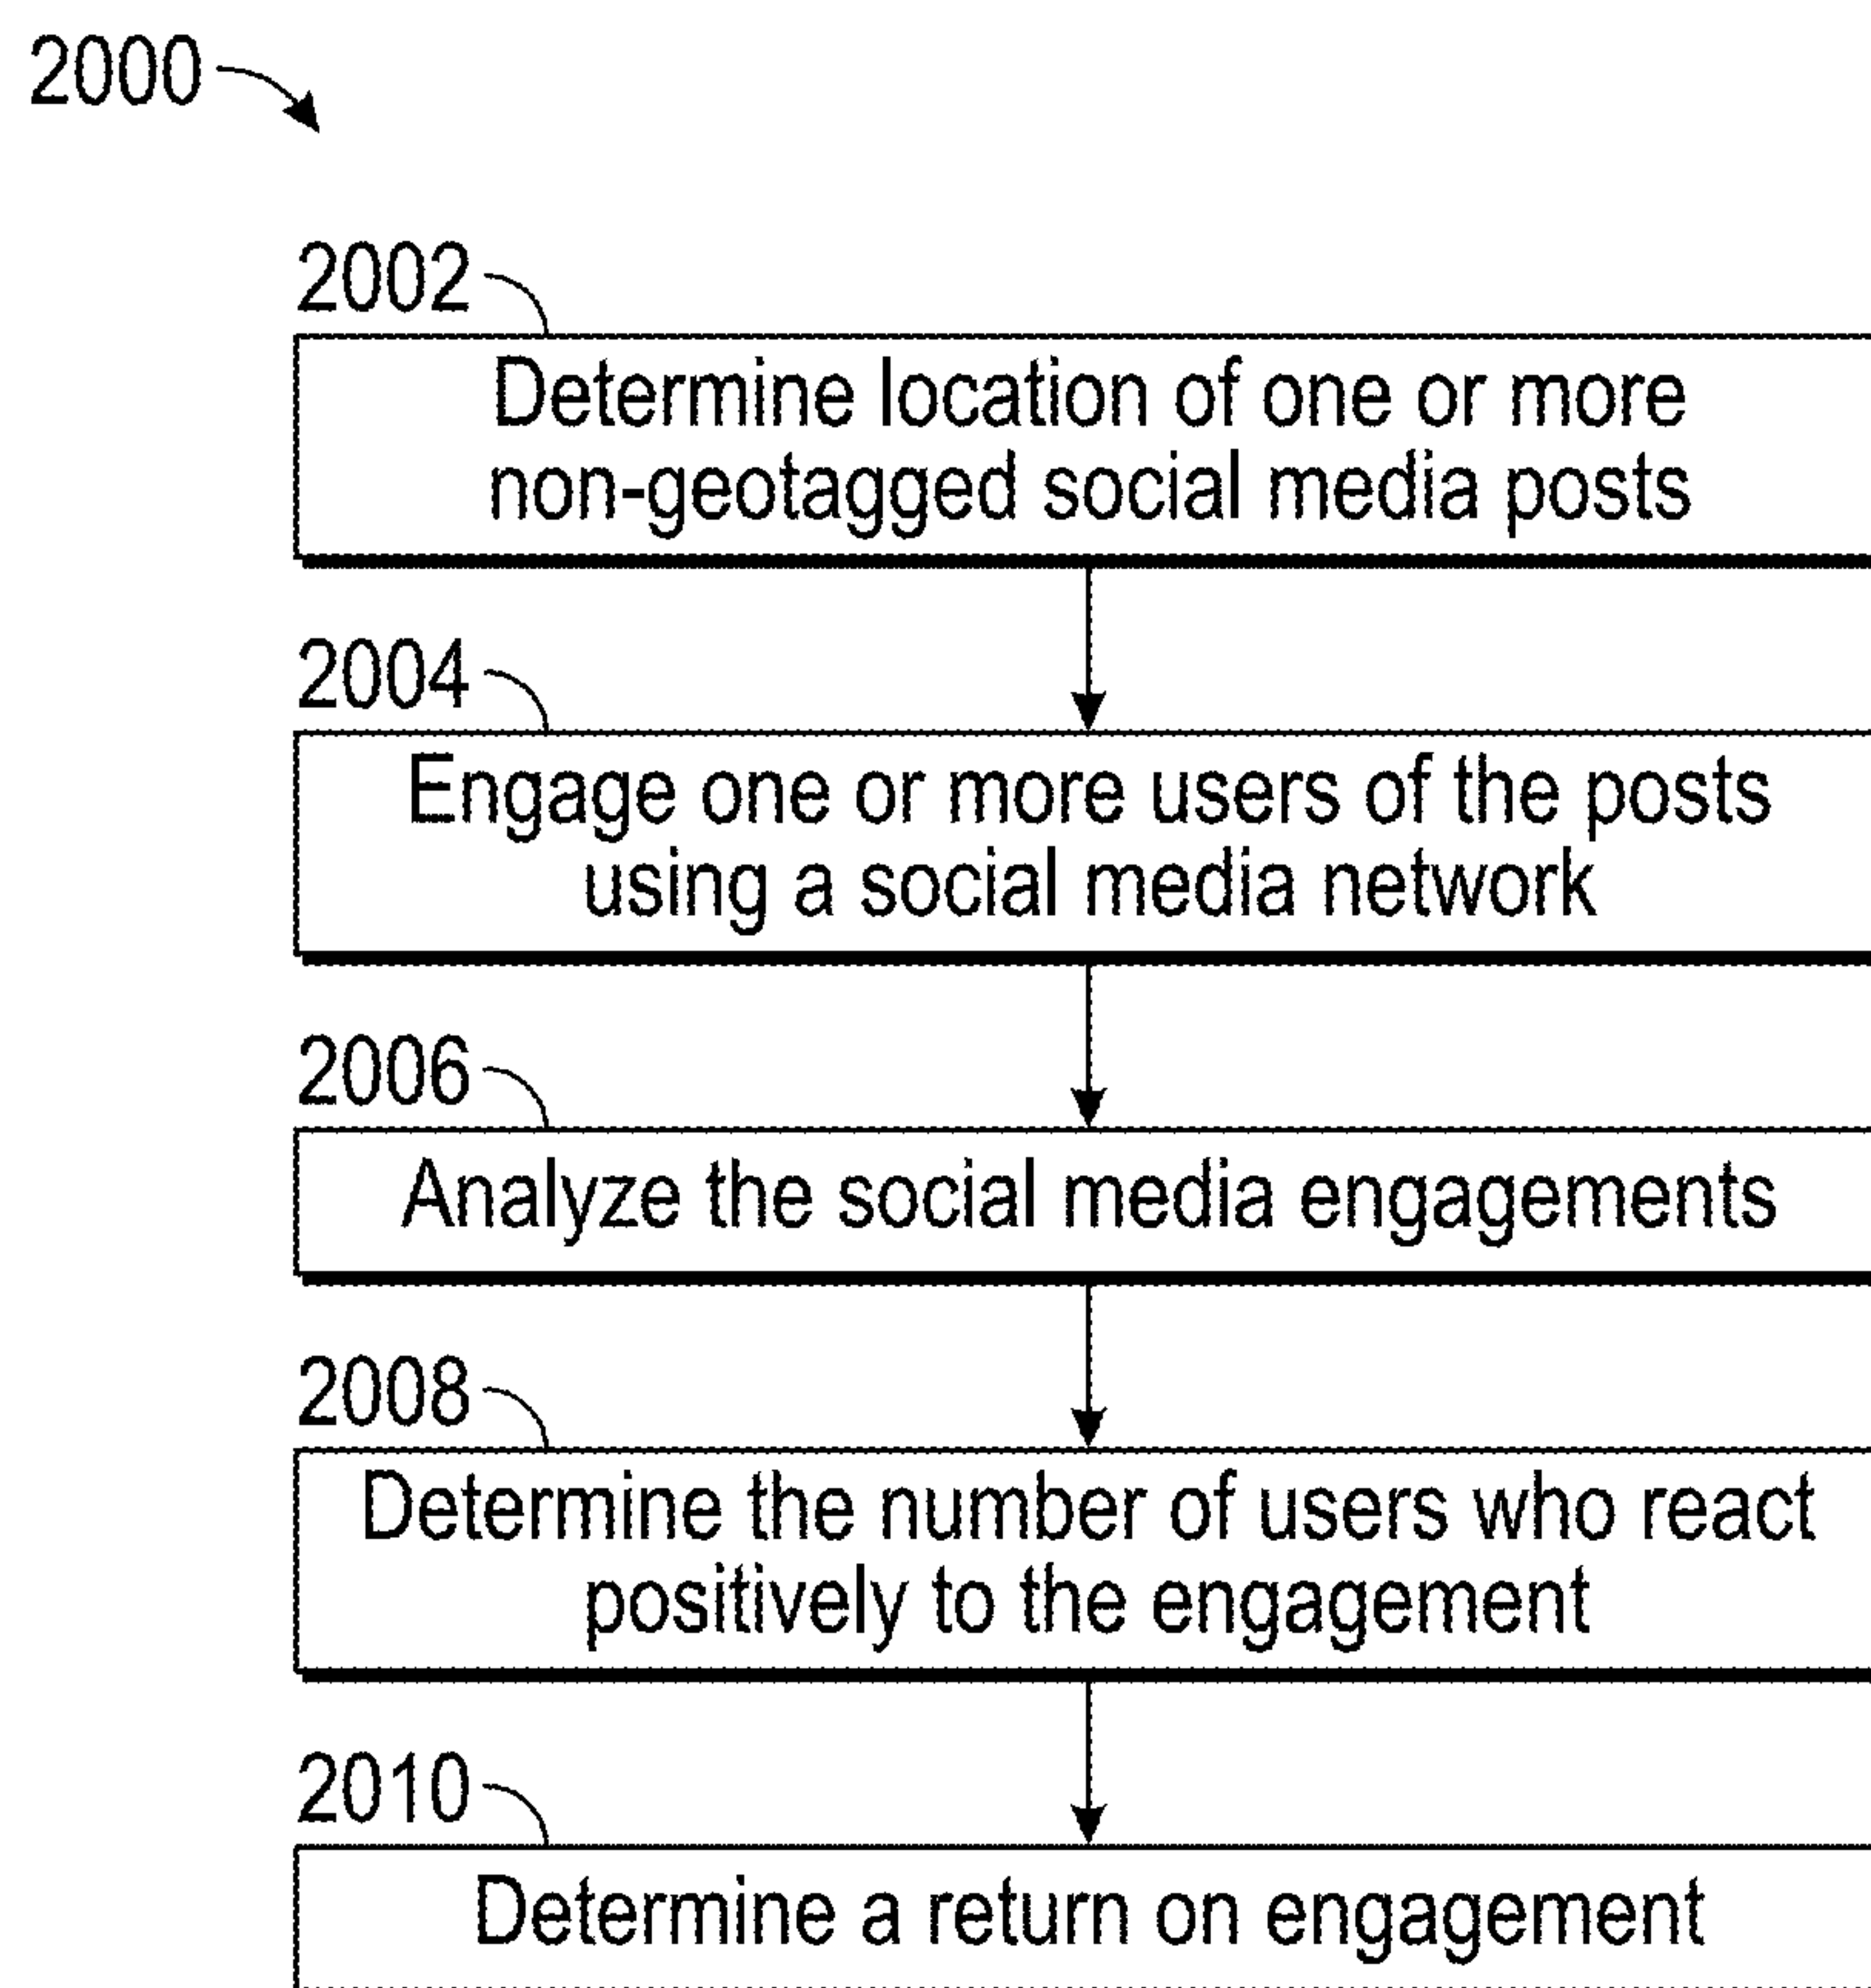 2000
2002
Determine location of one or more
non-geotagged social media posts
2004
Engage one or more users of the posts
using a social media network
2006
Analyze the social media engagements
2008
Determine the number of users who react
positively to the engagement
2010
Determine a return on engagement